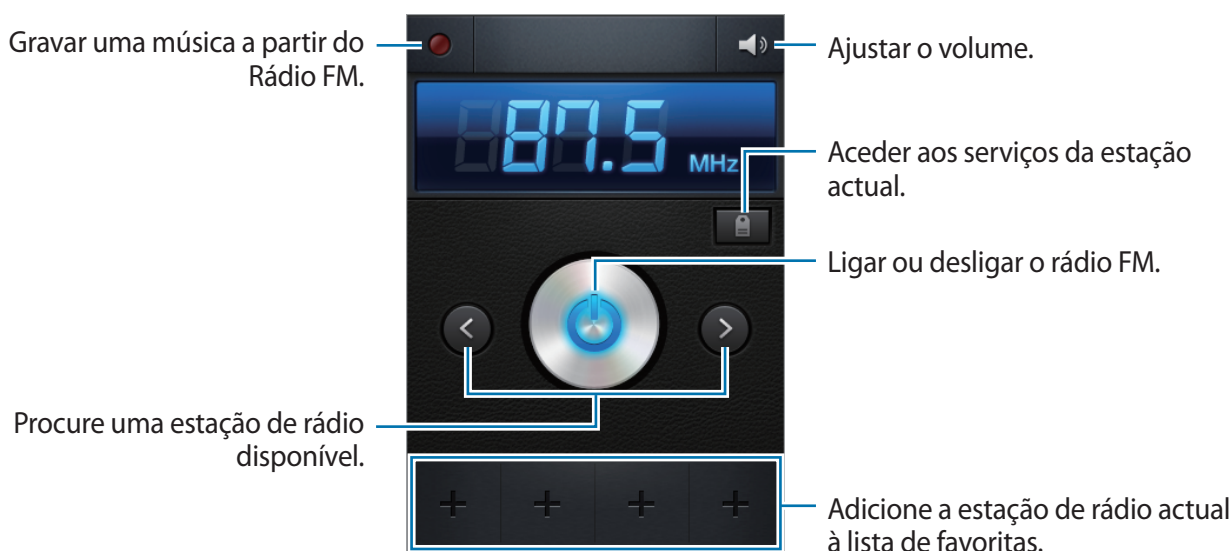 Gravar uma música a partir do
Rádio FM.
Ajustar o volume.
87.5 MHz
Aceder aos serviços da estação
actual.
Ligar ou desligar o rádio FM.
Procure uma estação de rádio
disponível.
Adicione a estação de rádio actual
à lista de favoritas.